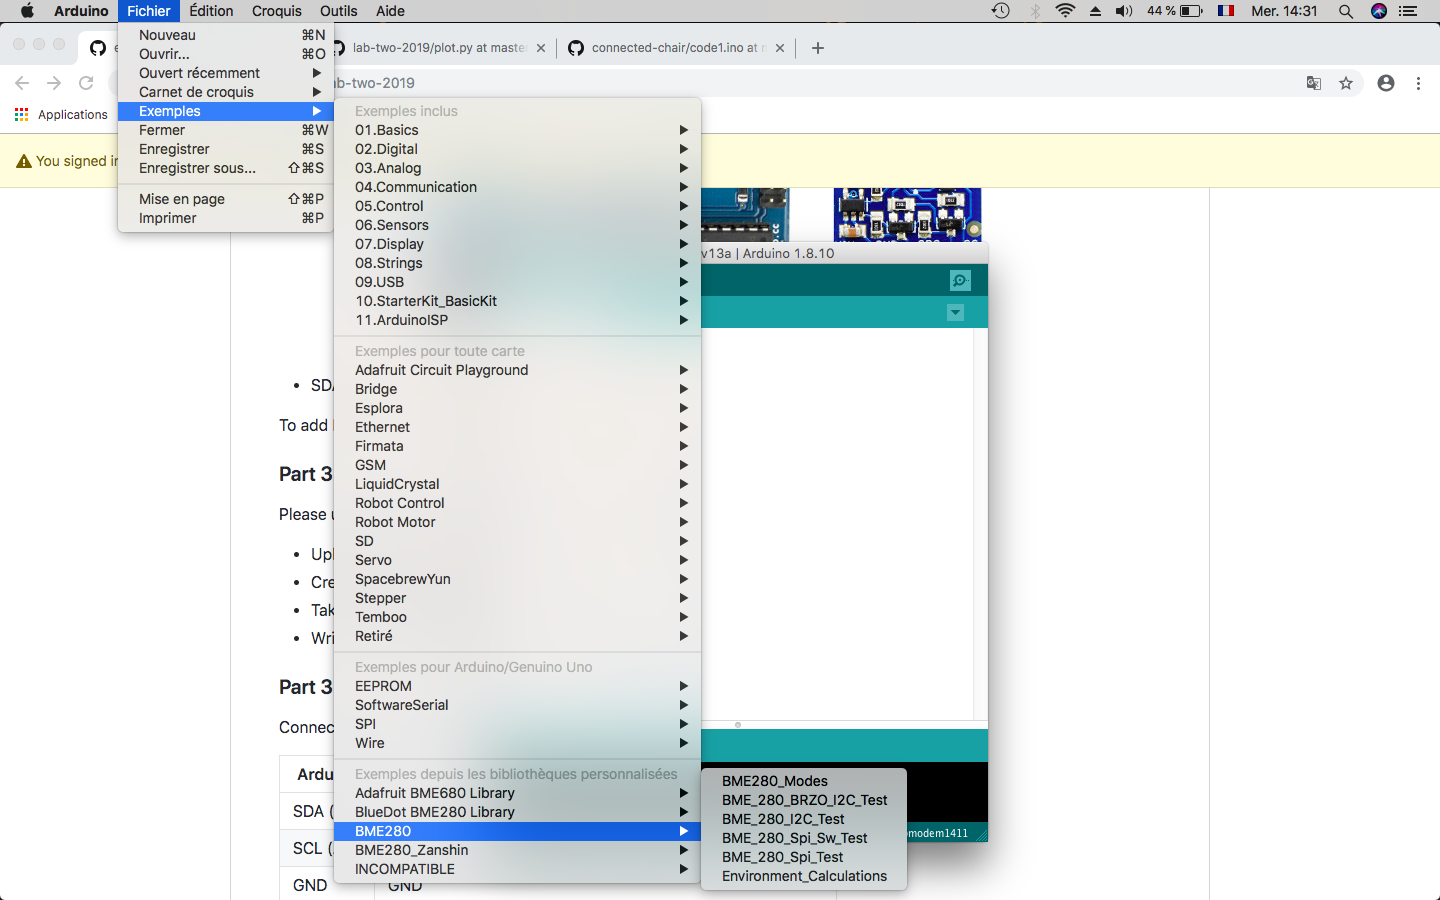 Arduino Fichier Édition Croquis Outils Aide 44 % Mer. 14:31
Nouveau ⌘N
Ouvrir... ⌘O
Ouvert récemment
Carnet de croquis
Exemples
Fermer ⌘W
Enregistrer ⌘S
Enregistrer sous... ⇧⌘S
Mise en page ⇧⌘P
Imprimer ⌘P
lab-two-2019/plot.py at master
connected-chair/code1.ino at
b-two-2019
Applications
You signed in
Exemples inclus
01.Basics
02.Digital
03.Analog
04.Communication
05.Control
06.Sensors
07.Display
08.Strings
09.USB
10.StarterKit_BasicKit
11.ArduinoISP
Exemples pour toute carte
Adafruit Circuit Playground
Bridge
Esplora
Ethernet
Firmata
GSM
LiquidCrystal
Robot Control
Robot Motor
SD
Servo
SpacebrewYun
Stepper
Temboo
Retiré
Exemples pour Arduino/Genuino Uno
EEPROM
SoftwareSerial
SPI
Wire
Exemples depuis les bibliothèques personnalisées
Adafruit BME680 Library
BlueDot BME280 Library
BME280
BME280_Zanshin
INCOMPATIBLE
BME280_Modes
BME_280_BRZO_I2C_Test
BME_280_I2C_Test
BME_280_Spi_Sw_Test
BME_280_Spi_Test
Environment_Calculations
v13a | Arduino 1.8.10
modem1411
SDA
To add
Part 3
Please u
Upl
Cre
Tak
Wri
Part 3
Connec
Ardu
SDA (
SCL (
GND GND